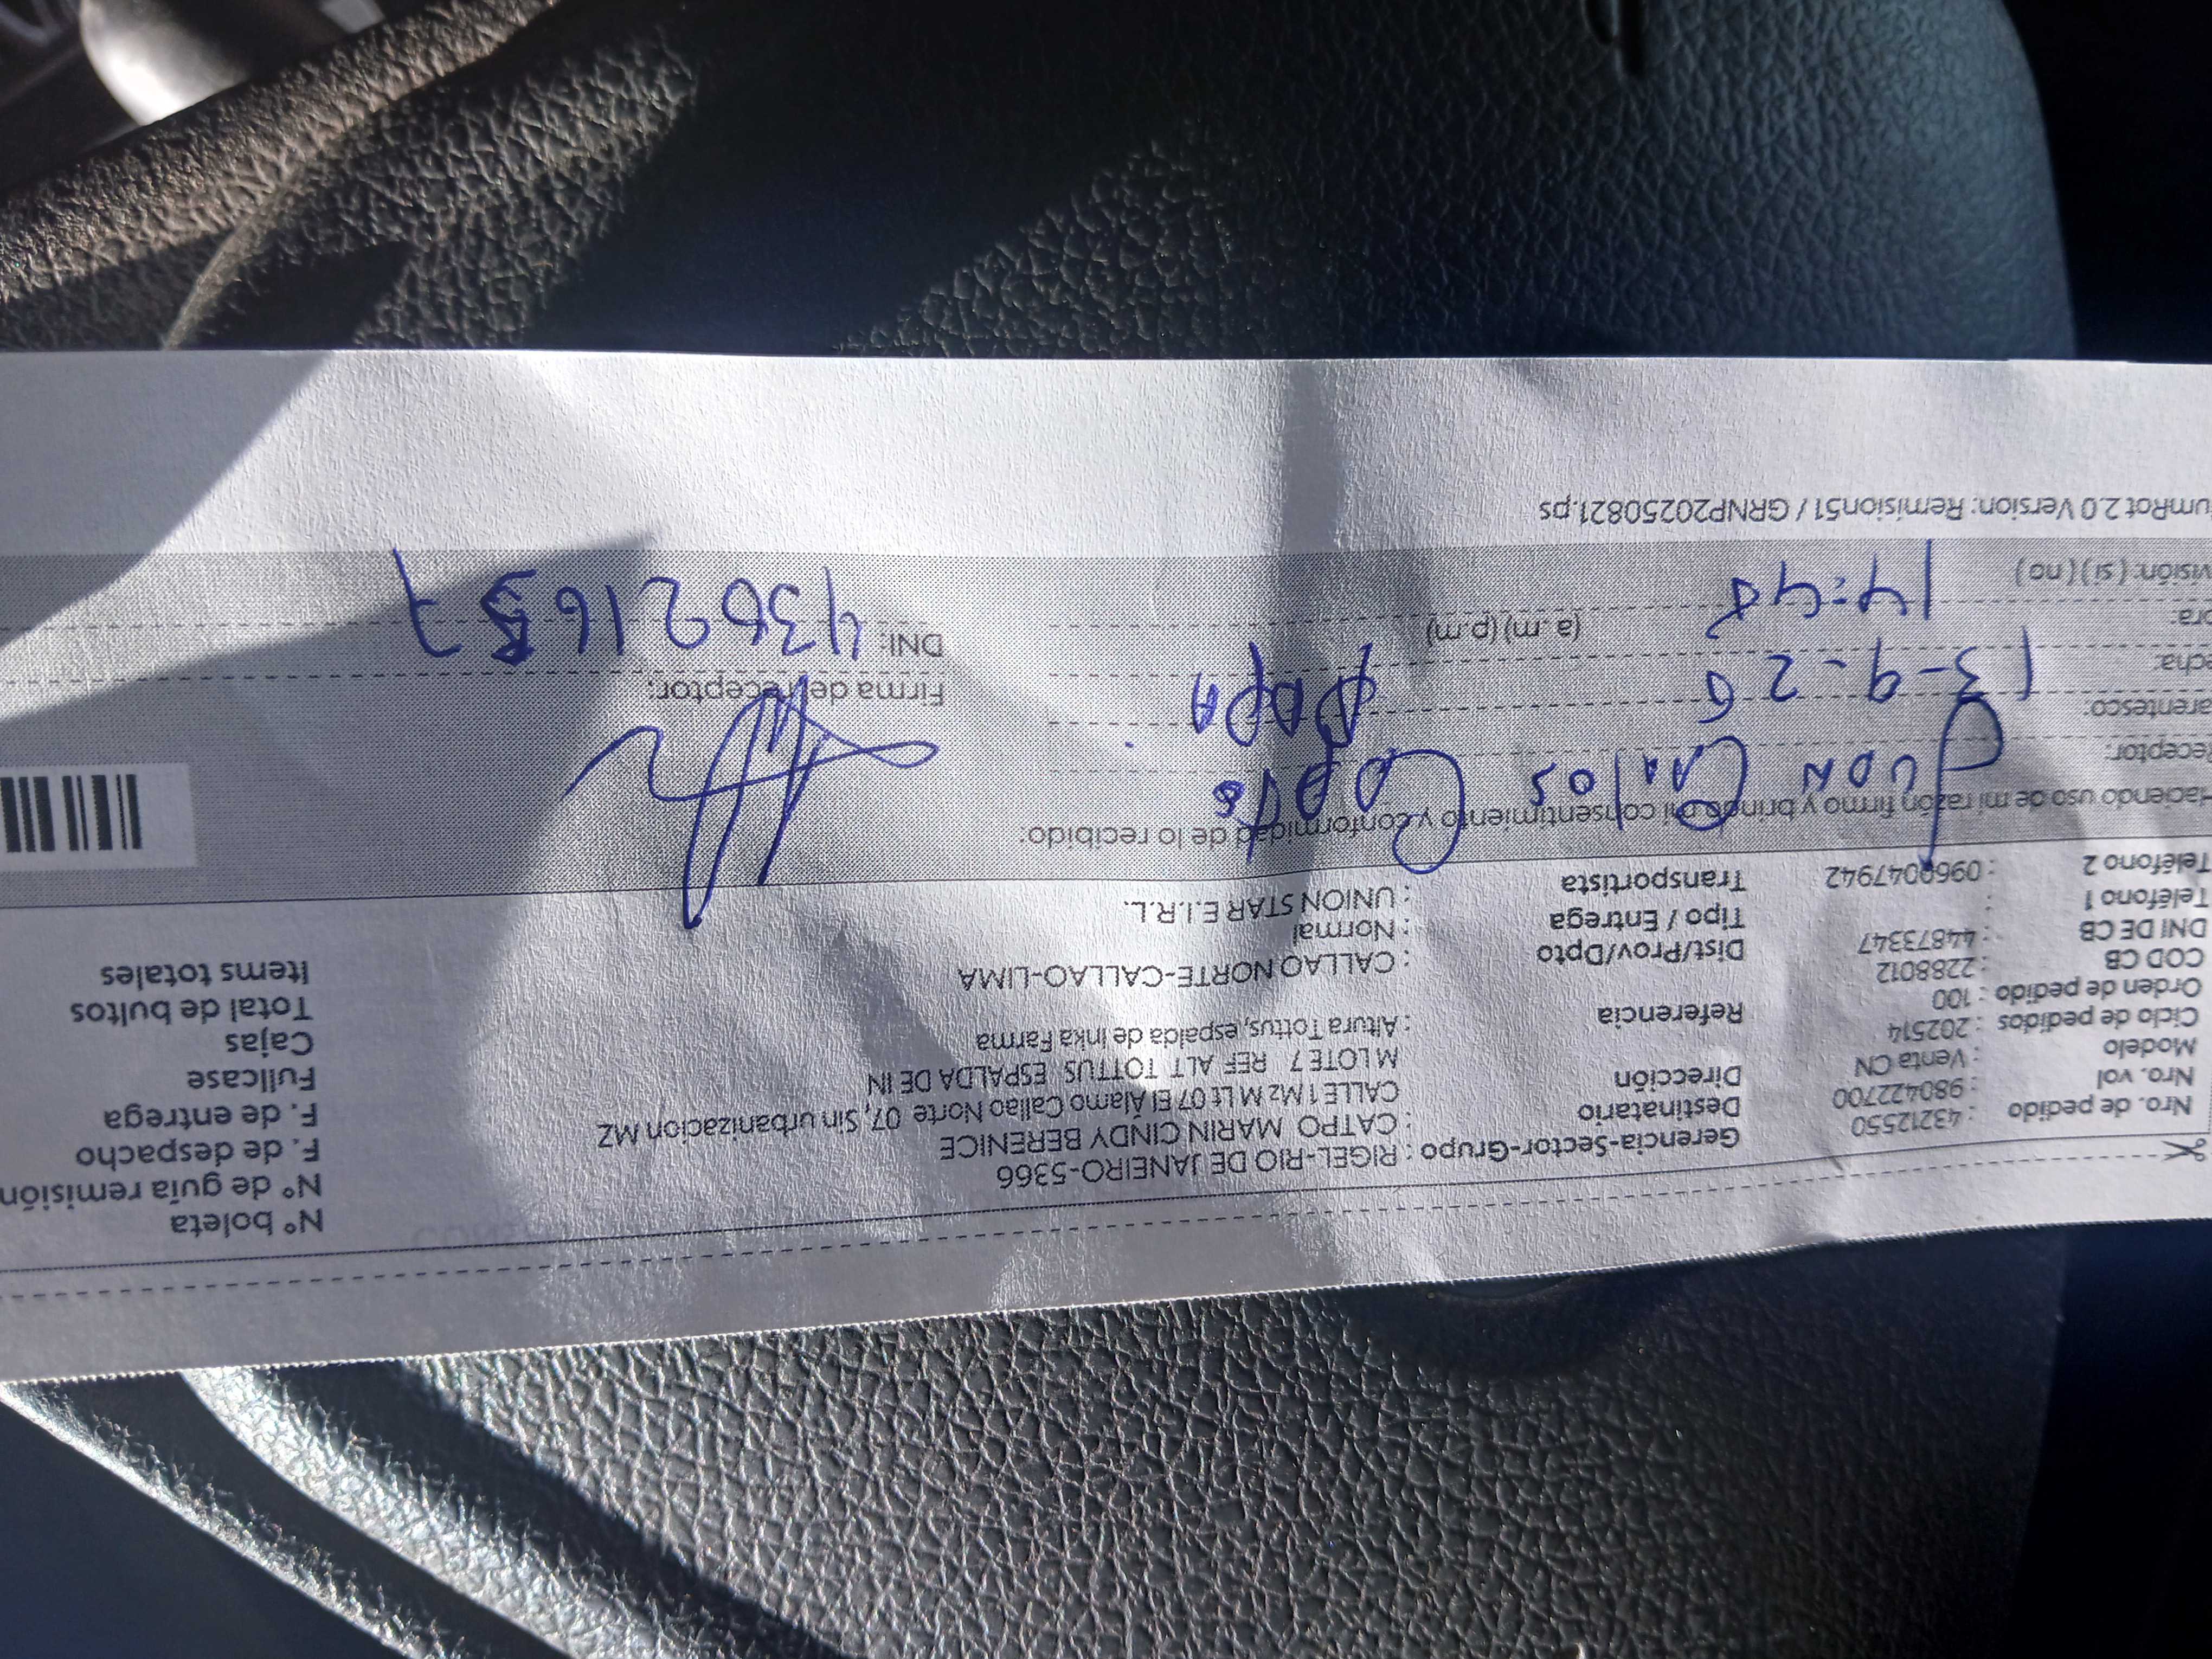 Nº boleta
Gerencia-Sector-Grupo : RIGEL-RIO DE JANEIRO-5366 Nº de guía remisión
Nro. de pedido : 43212550 Destinatario : CATPO MARIN CINDY BERENICE F. de despacho
Nro. vol : 980422700 Dirección CALLE 1 Mz M Lt 07 El Álamo Callao Norte 07, Sin urbanizacion MZ F. de entrega
Modelo : Venta CN M LOTE 7 REF ALT TOTTUS ESPALDA DE IN Fullcase
Ciclo de pedidos : 202514 Referencia : Altura Tottus, espalda de Inka Farma Cajas
Orden de pedido : 100 Total de bultos
COD CB : 2288012 Dist/Prov/Dpto : CALLAO NORTE-CALLAO-LIMA Items totales
DNI DE CB : 44873347 Tipo / Entrega : Normal
Teléfono 1 : Transportista : UNION STAR E.I.R.L.
Teléfono 2 : 0960047942
Haciendo uso de mi razón firmo y brindo mi consentimiento y conformidad de lo recibido:
eceptor: Juan Carlos
arentesco: papa Firma del receptor:
cha: 13-9-25
ora: 14:48 (a. m) (p.m) DNI:
visión: ( si ) ( no )
umRot 2.0 Version: Remision51 / GRNP20250821.ps